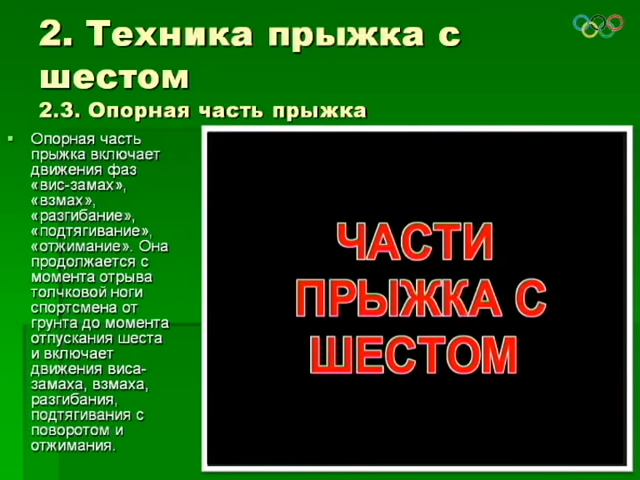 2. Техника прыжка с
шестом
2.3. Опорная часть прыжка
Опорная часть
прыжка включает
движения фаз
«вис-замах»,
«взмах»,
«разгибание»,
«подтягивание»,
«отжимание». Она
продолжается с
момента отрыва
толчковой ноги
спортсмена от
грунта до момента
отпускания шеста
и включает
движения виса-
замаха, взмаха,
разгибания,
подтягивания с
поворотом и
отжимания.
ЧАСТИ
ПРЫЖКА С
ШЕСТОМ